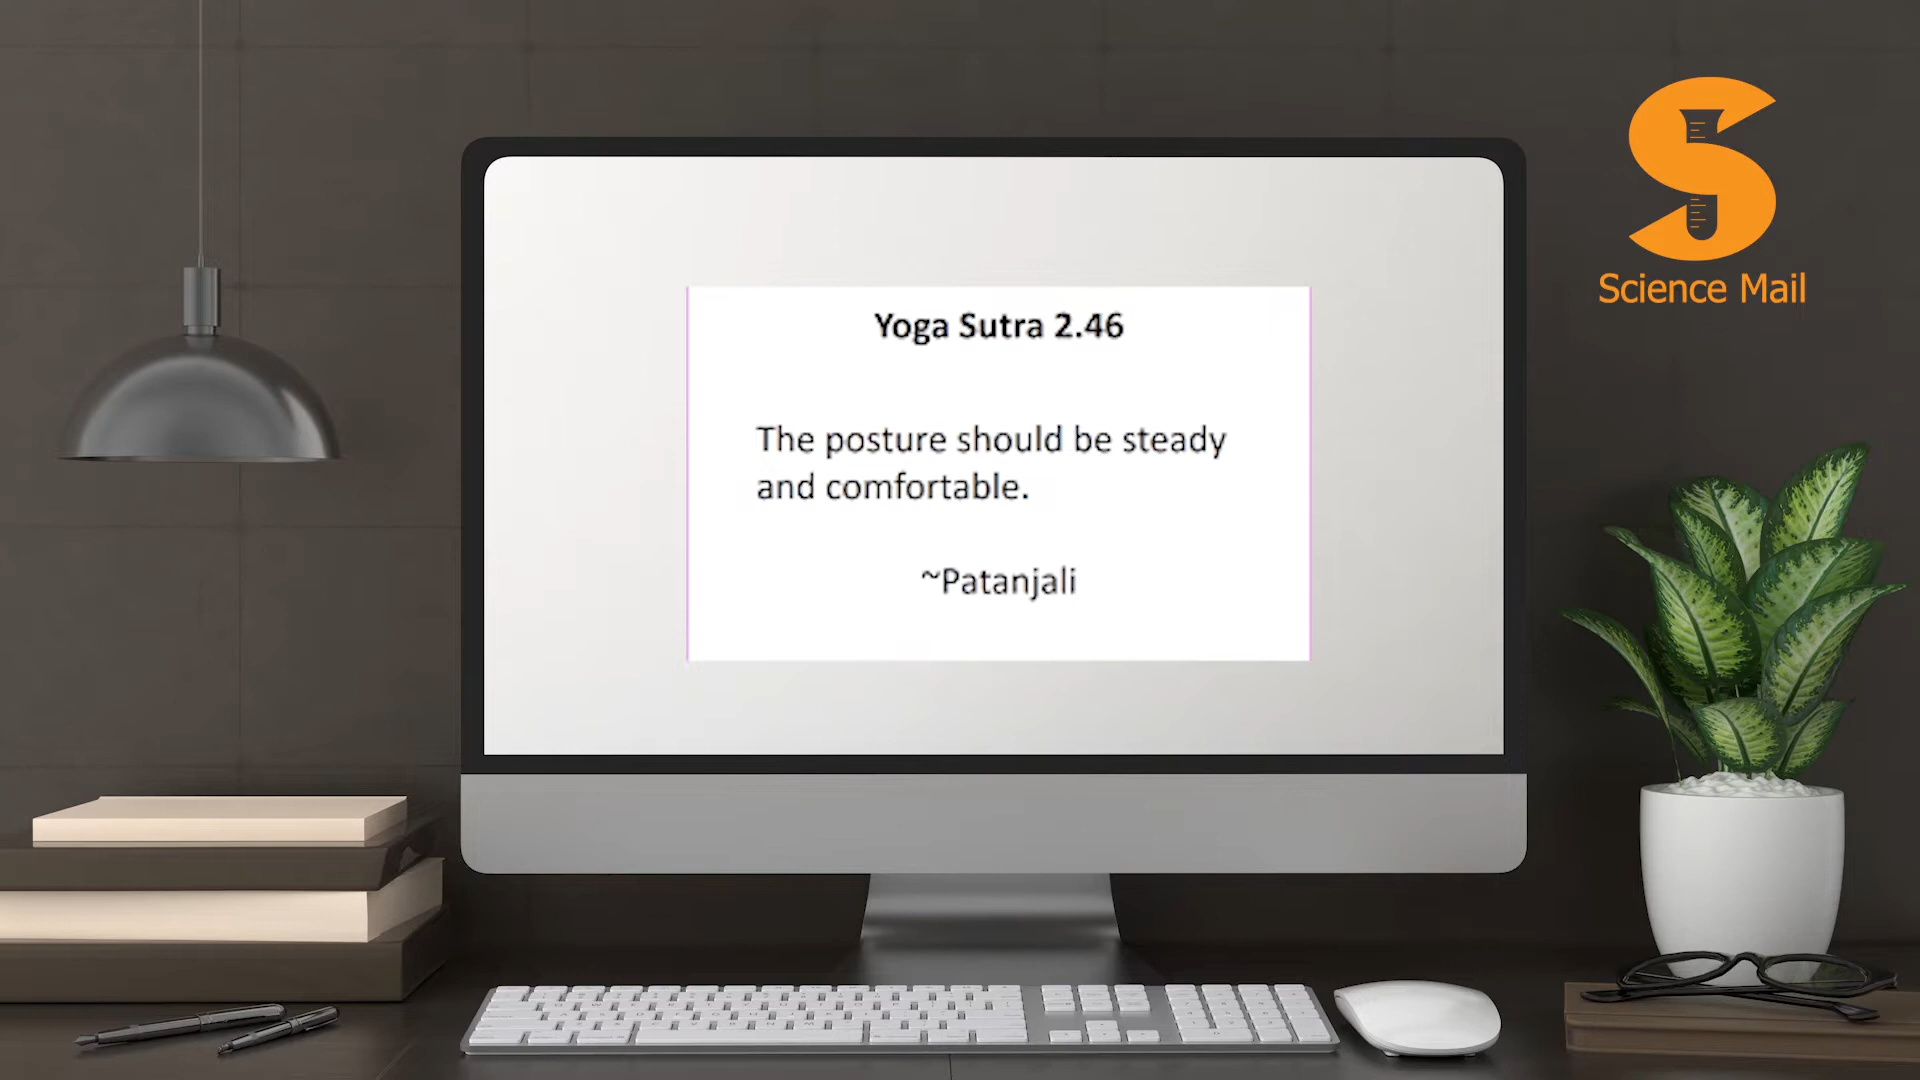 Yoga Sutra 2.46
The posture should be steady
and comfortable.
~Patanjali
Science Mail